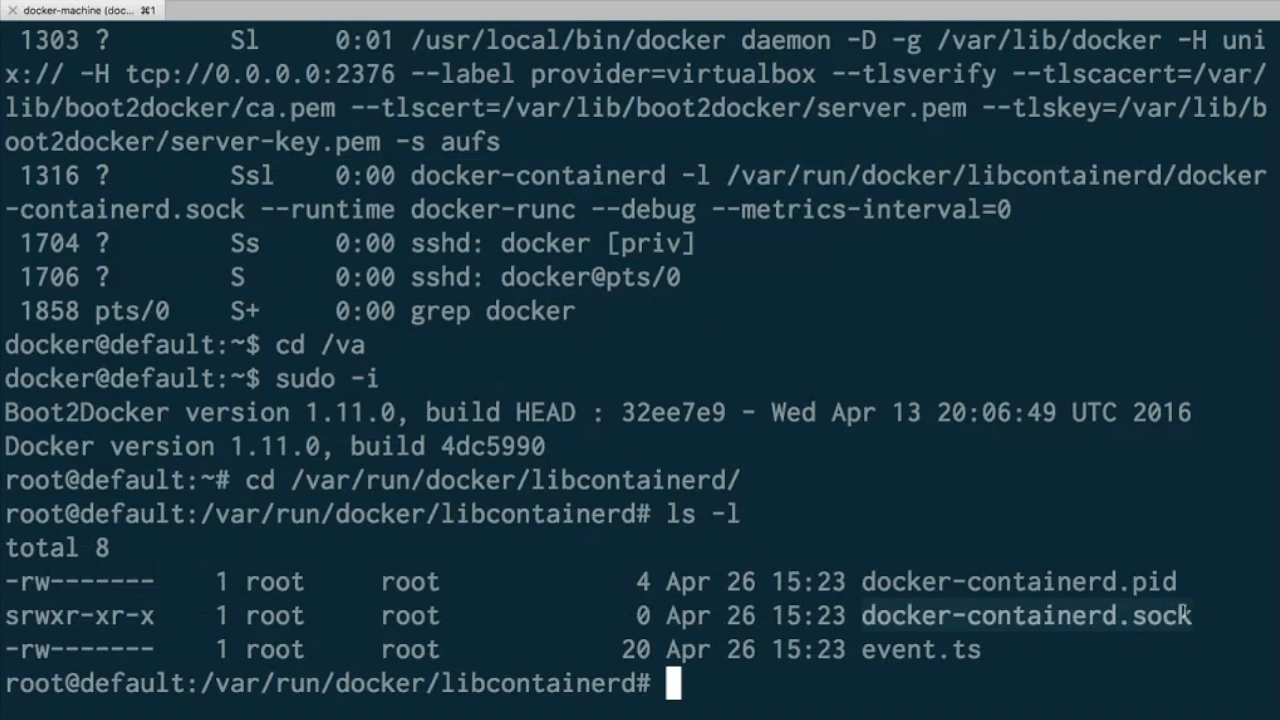 docker-machine (doc... ⌘1
1303 ? Sl 0:01 /usr/local/bin/docker daemon -D -g /var/lib/docker -H uni
x:// -H tcp://0.0.0.0:2376 --label provider=virtualbox --tlsverify --tlscacert=/var/
lib/boot2docker/ca.pem --tlscert=/var/lib/boot2docker/server.pem --tlskey=/var/lib/b
oot2docker/server-key.pem -s aufs
1316 ? Ssl 0:00 docker-containerd -l /var/run/docker/libcontainerd/docker
-containerd.sock --runtime docker-runc --debug --metrics-interval=0
1704 ? Ss 0:00 sshd: docker [priv]
1706 ? S 0:00 sshd: docker@pts/0
1858 pts/0 S+ 0:00 grep docker
docker@default:~$ cd /va
docker@default:~$ sudo -i
Boot2Docker version 1.11.0, build HEAD : 32ee7e9 - Wed Apr 13 20:06:49 UTC 2016
Docker version 1.11.0, build 4dc5990
root@default:~# cd /var/run/docker/libcontainerd/
root@default:/var/run/docker/libcontainerd# ls -l
total 8
-rw------- 1 root root 4 Apr 26 15:23 docker-containerd.pid
srwxr-xr-x 1 root root 0 Apr 26 15:23 docker-containerd.sock
-rw------- 1 root root 20 Apr 26 15:23 event.ts
root@default:/var/run/docker/libcontainerd#